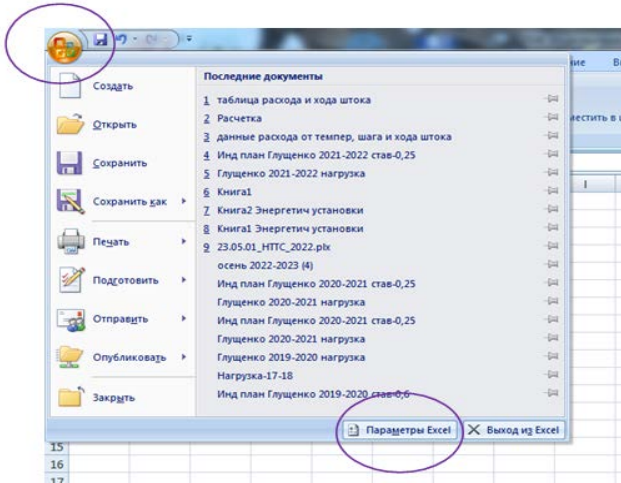 ние
Создать
Открыть
Сохранить
Сохранить как
Печать
Подготовить
Отправить
Опубликовать
Закрыть
Последние документы
1 таблица расхода и хода штока
2 Расчетка
3 данные расхода от темпер, шага и хода штока
4 Инд план Глущенко 2021-2022 став-0,25
5 Глущенко 2021-2022 нагрузка
6 Книга1
7 Книга2 Энергетич установки
8 Книга1 Энергетич установки
9 23.05.01_НТТС_2022.plx
осень 2022-2023 (4)
Инд план Глущенко 2020-2021 став-0,25
Глущенко 2020-2021 нагрузка
Инд план Глущенко 2020-2021 став-0,25
Глущенко 2020-2021 нагрузка
Глущенко 2019-2020 нагрузка
Нагрузка-17-18
Инд план Глущенко 2019-2020 став-0,6
Параметры Excel
Выход из Excel
местить в
I
15
16
17